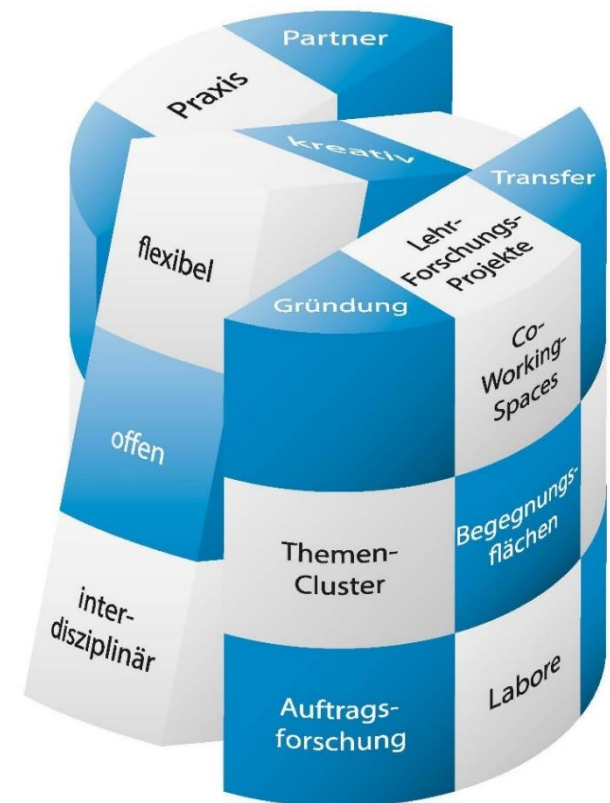 Partner
Praxis
kreativ
Transfer
flexibel
Lehr-
Forschungs-
Projekte
Gründung
Co-
Working-
Spaces
offen
Begegnungs-
flächen
Themen-
Cluster
inter-
disziplinär
Labore
Auftrags-
forschung